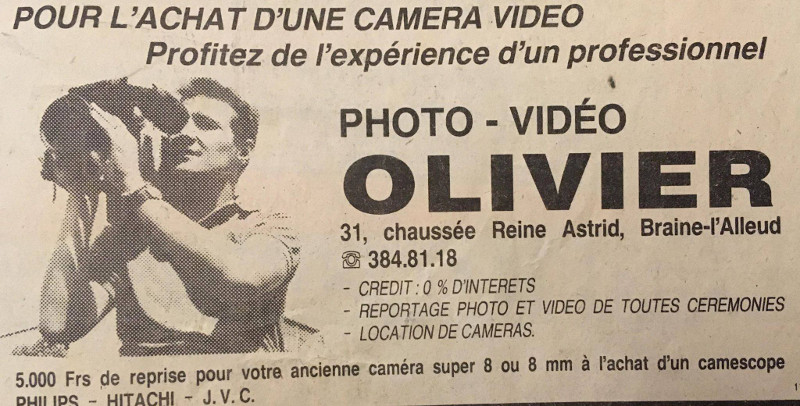 POUR L'ACHAT D'UNE CAMERA VIDEO
Profitez de l'expérience d'un professionnel
PHOTO - VIDÉO
OLIVIER
31, chaussée Reine Astrid, Braine-l'Alleud
☏ 384.81.18
- CREDIT : 0 % D'INTERETS
- REPORTAGE PHOTO ET VIDEO DE TOUTES CEREMONIES
- LOCATION DE CAMERAS.
5.000 Frs de reprise pour votre ancienne caméra super 8 ou 8 mm à l'achat d'un camescope
PHILIPS - HITACHI - J.V.C.